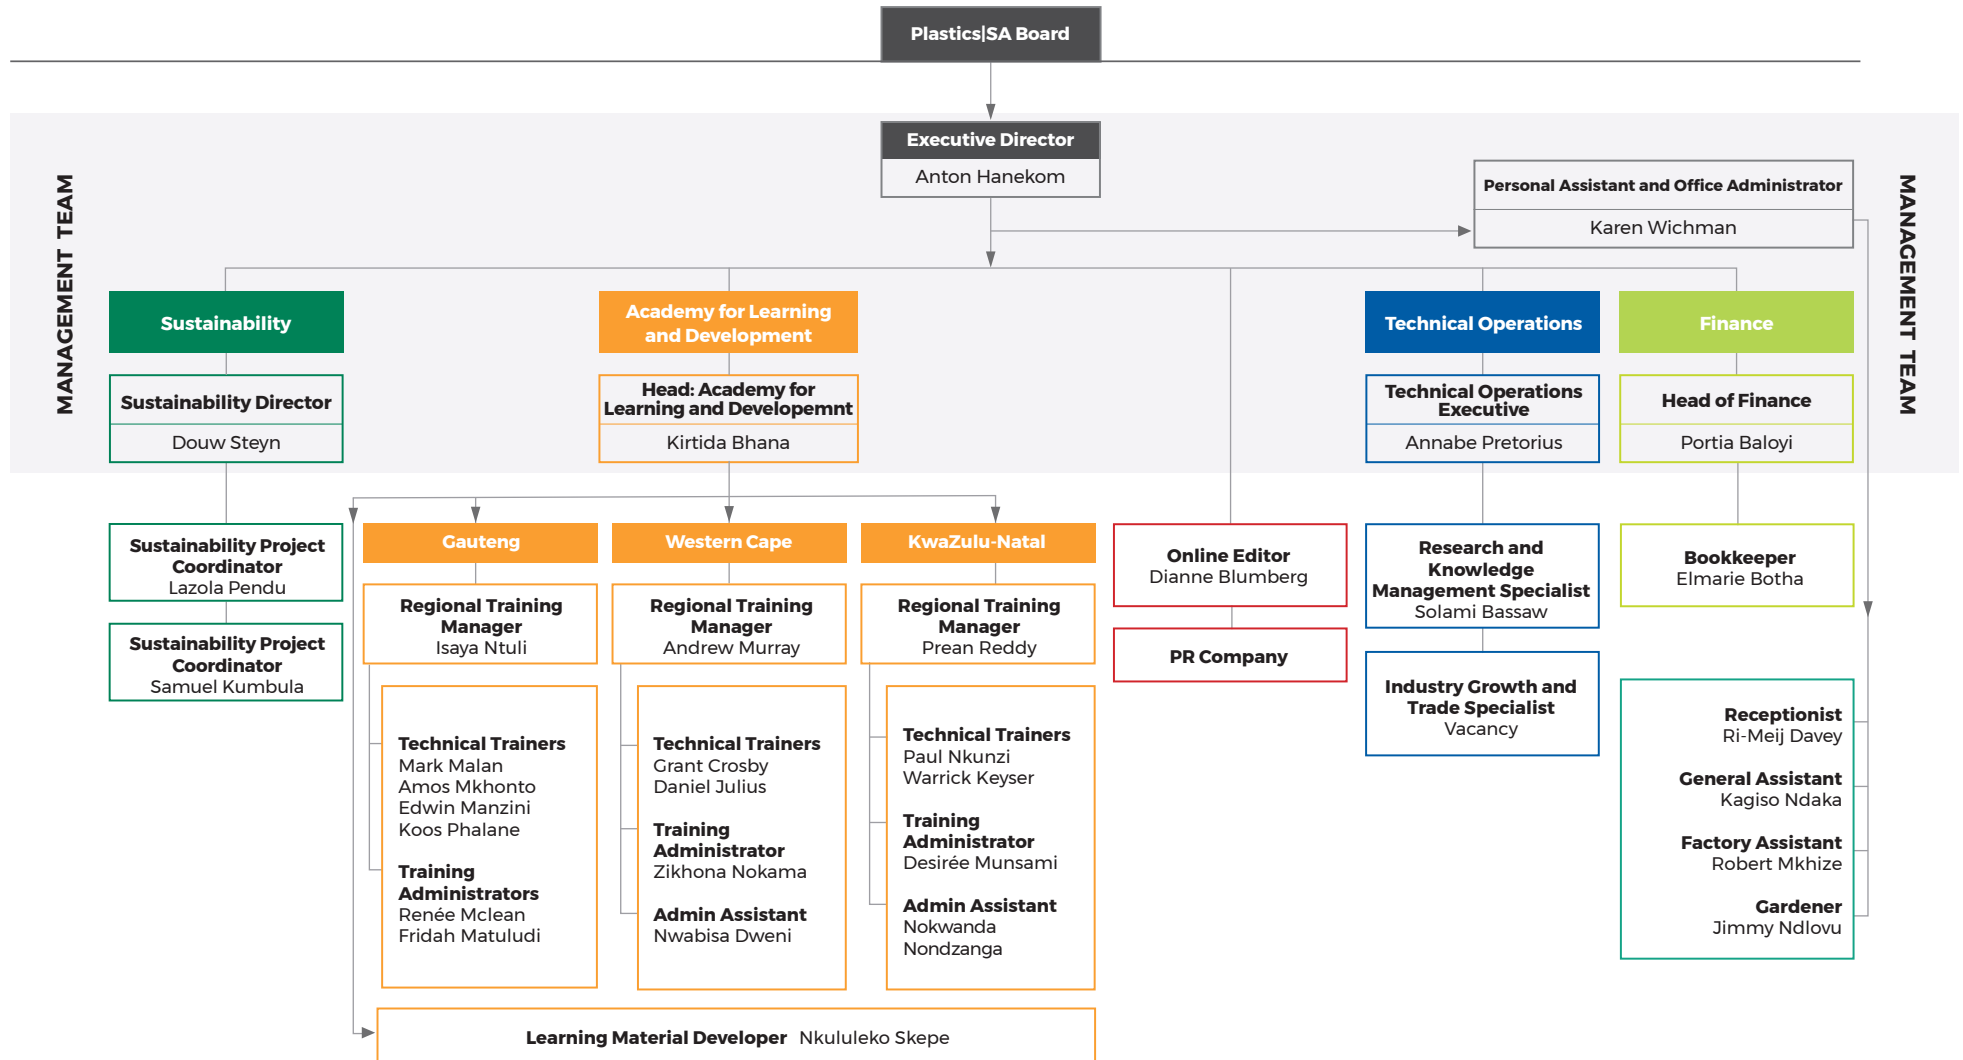 Plastics|SA Board
Executive Director
Anton Hanekom
Personal Assistant and Office Administrator
Karen Wichman
MANAGEMENT TEAM
MANAGEMENT TEAM
Sustainability
Sustainability Director
Douw Steyn
Sustainability Project
Coordinator
Lazola Pendu
Sustainability Project
Coordinator
Samuel Kumbula
Academy for Learning
and Development
Head: Academy for
Learning and Developemnt
Kirtida Bhana
Gauteng
Regional Training
Manager
Isaya Ntuli
Technical Trainers
Mark Malan
Amos Mkhonto
Edwin Manzini
Koos Phalane
Training
Administrators
Renée Mclean
Fridah Matuludi
Western Cape
Regional Training
Manager
Andrew Murray
Technical Trainers
Grant Crosby
Daniel Julius
Training
Administrator
Zikhona Nokama
Admin Assistant
Nwabisa Dweni
KwaZulu-Natal
Regional Training
Manager
Prean Reddy
Technical Trainers
Paul Nkunzi
Warrick Keyser
Training
Administrator
Desirée Munsami
Admin Assistant
Nokwanda
Nondzanga
Learning Material Developer Nkululeko Skepe
Online Editor
Dianne Blumberg
PR Company
Technical Operations
Technical Operations
Executive
Annabe Pretorius
Research and
Knowledge
Management Specialist
Solami Bassaw
Industry Growth and
Trade Specialist
Vacancy
Finance
Head of Finance
Portia Baloyi
Bookkeeper
Elmarie Botha
Receptionist
Ri-Meij Davey
General Assistant
Kagiso Ndaka
Factory Assistant
Robert Mkhize
Gardener
Jimmy Ndlovu